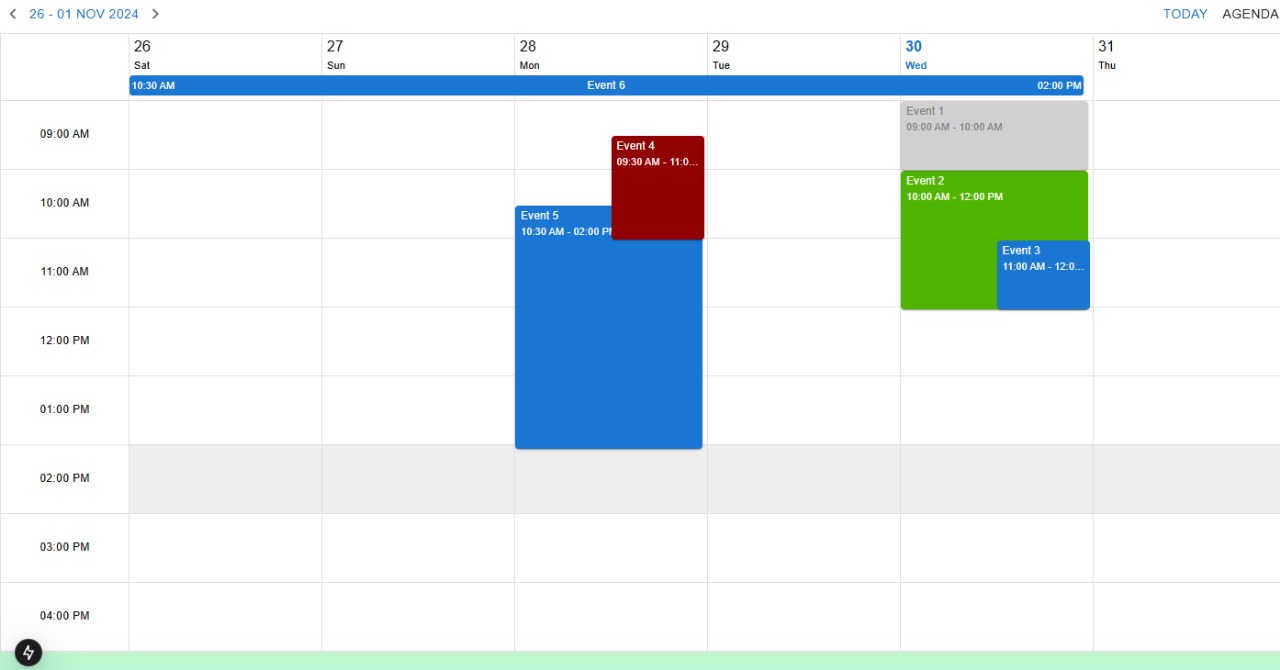 26 - 01 NOV 2024
TODAY AGENDA
26 27 28 29 30 31
Sat Sun Mon Tue Wed Thu
10:30 AM Event 6 02:00 PM
09:00 AM
Event 1
09:00 AM - 10:00 AM
Event 4
09:30 AM - 11:0...
10:00 AM
Event 2
10:00 AM - 12:00 PM
Event 5
10:30 AM - 02:00 PM
11:00 AM
Event 3
11:00 AM - 12:0...
12:00 PM
01:00 PM
02:00 PM
03:00 PM
04:00 PM